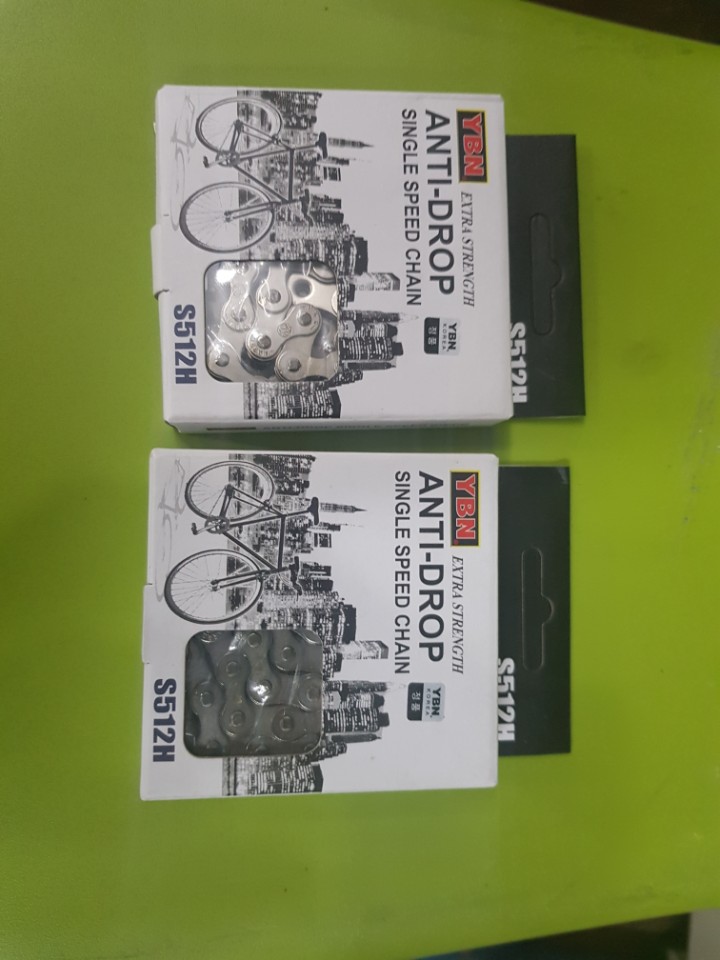 YBN
EXTRA STRENGTH
ANTI-DROP
SINGLE SPEED CHAIN
YBN
KOREA
정품
S512H
S512H
YBN
EXTRA STRENGTH
ANTI-DROP
SINGLE SPEED CHAIN
YBN
KOREA
정품
S512H
S512H